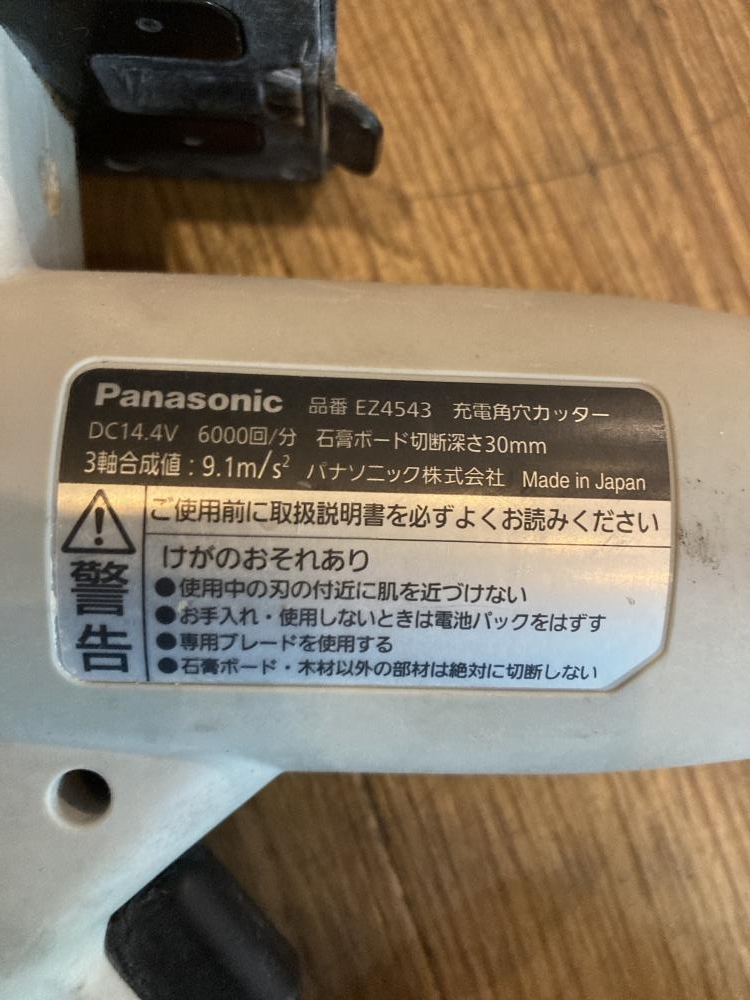 Panasonic 品番 EZ4543 充電角穴カッター
DC14.4V 6000回/分 石膏ボード切断深さ30mm
3軸合成値:9.1m/s² パナソニック株式会社 Made in Japan
警告
ご使用前に取扱説明書を必ずよくお読みください
けがのおそれあり
●使用中の刃の付近に肌を近づけない
●お手入れ・使用しないときは電池パックをはずす
●専用ブレードを使用する
●石膏ボード・木材以外の部材は絶対に切断しない